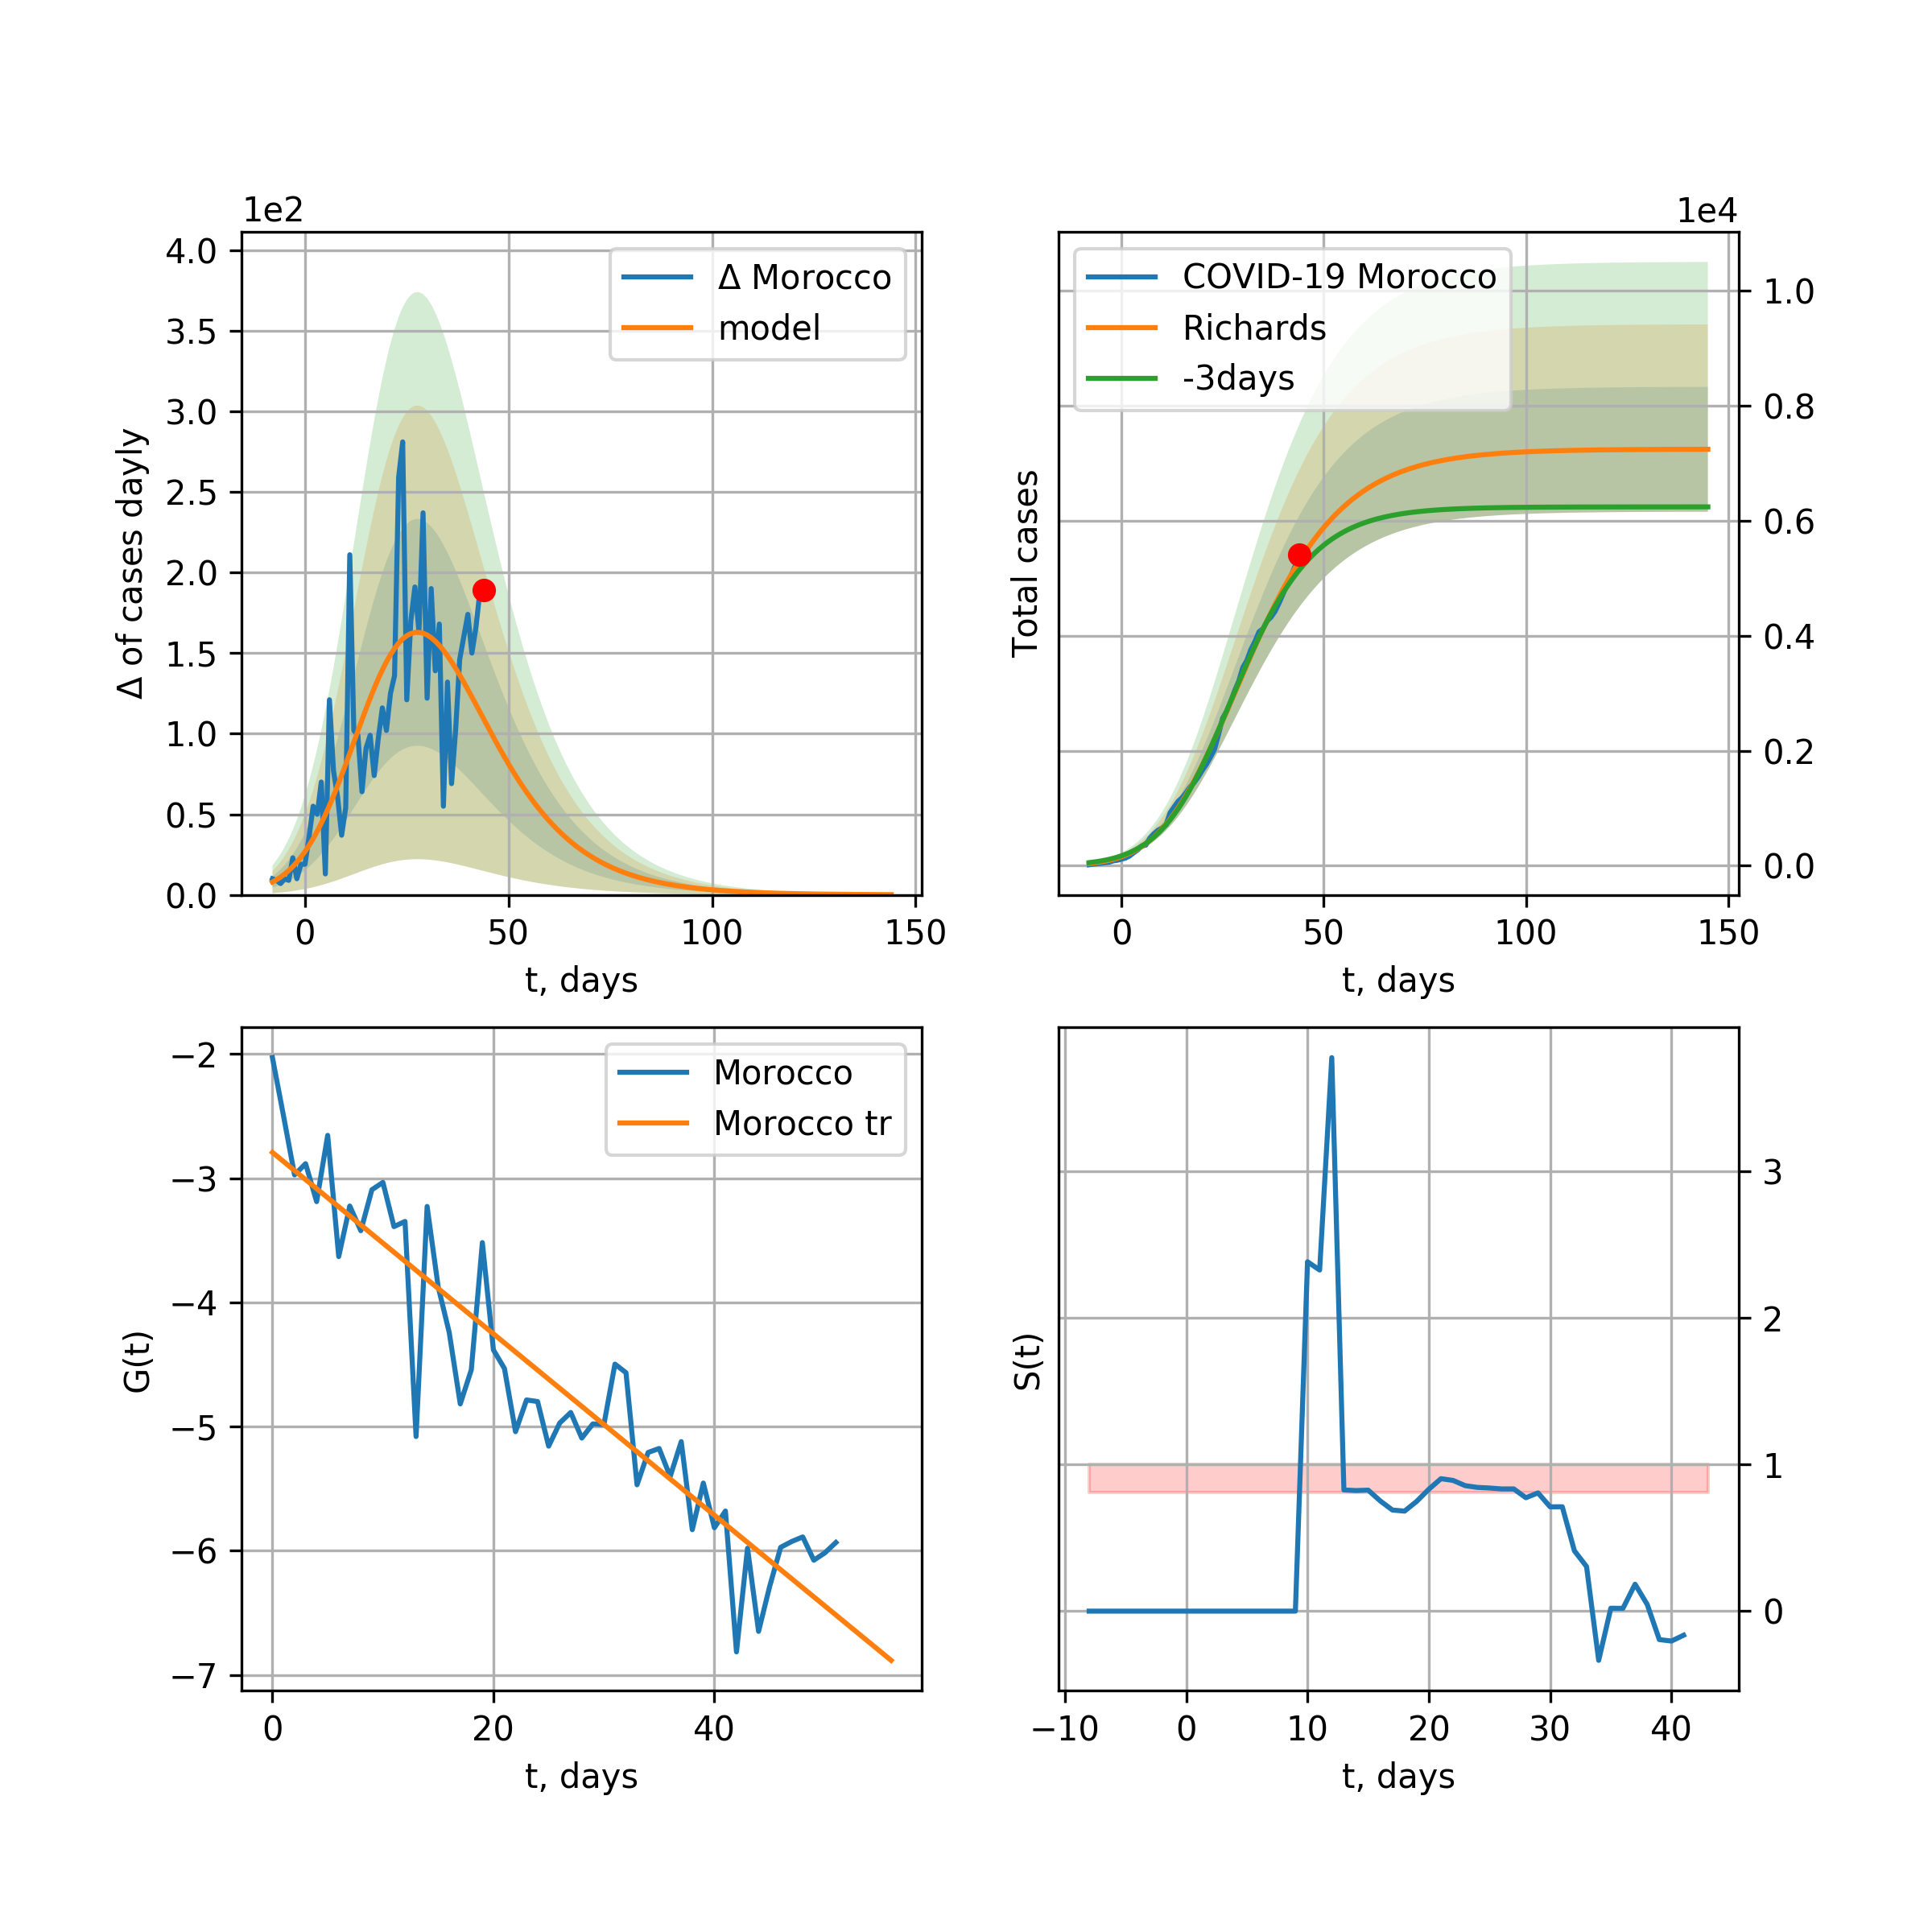 1e2
4.0
3.5
3.0
2.5
2.0
1.5
1.0
0.5
0.0
Δ of cases dayly
Δ Morocco
model
0 50 100 150
t, days
1e4
COVID-19 Morocco
Richards
-3days
Total cases
1.0
0.8
0.6
0.4
0.2
0.0
0 50 100 150
t, days
−2
−3
−4
−5
−6
−7
G(t)
Morocco
Morocco tr
0 20 40
t, days
S(t)
3
2
1
0
−10 0 10 20 30 40
t, days